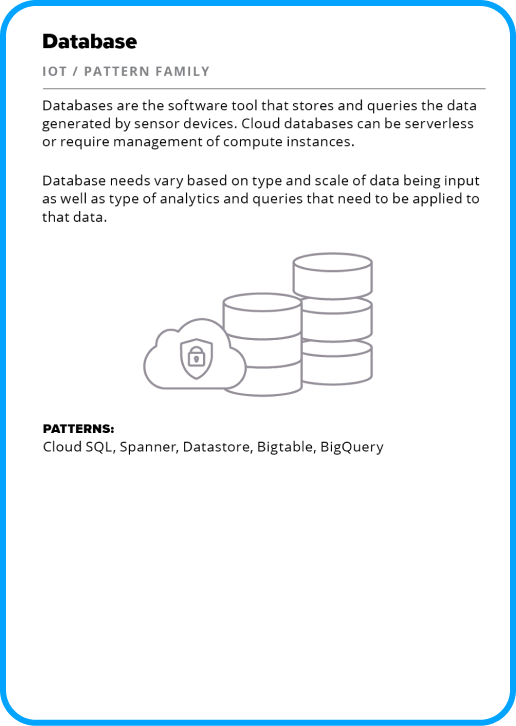 Database
IOT / PATTERN FAMILY
Databases are the software tool that stores and queries the data
generated by sensor devices. Cloud databases can be serverless
or require management of compute instances.
Database needs vary based on type and scale of data being input
as well as type of analytics and queries that need to be applied to
that data.
PATTERNS:
Cloud SQL, Spanner, Datastore, Bigtable, BigQuery